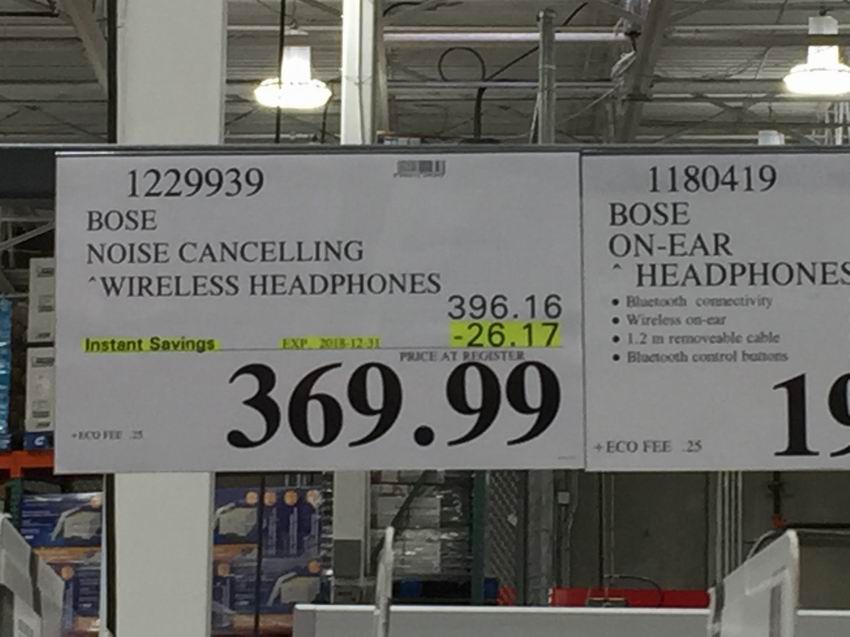 1229939
BOSE
NOISE CANCELLING
^WIRELESS HEADPHONES
396.16
Instant Savings EXP. 2018-12-31 -26.17
PRICE AT REGISTER
369.99
+ECO FEE .25
1180419
BOSE
ON-EAR
^ HEADPHONES
• Bluetooth connectivity
• Wireless on-ear
• 1.2 m removeable cable
• Bluetooth control buttons
19
+ECO FEE .25